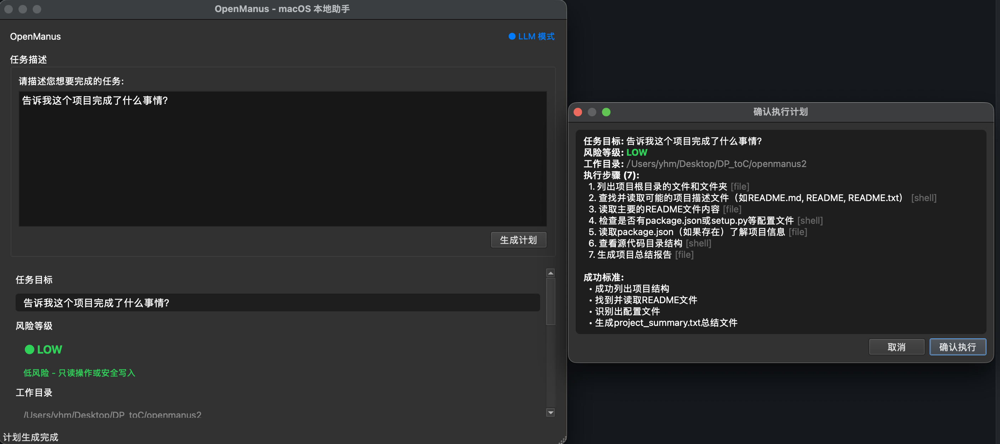 OpenManus - macOS 本地助手
OpenManus
LLM 模式
任务描述
请描述您想要完成的任务:
告诉我这个项目完成了什么事情?
生成计划
任务目标
告诉我这个项目完成了什么事情?
风险等级
LOW
低风险 - 只读操作或安全写入
工作目录
/Users/yhm/Desktop/DP_toC/openmanus2
计划生成完成
确认执行计划
任务目标: 告诉我这个项目完成了什么事情?
风险等级: LOW
工作目录: /Users/yhm/Desktop/DP_toC/openmanus2
执行步骤 (7):
1. 列出项目根目录的文件和文件夹 [file]
2. 查找并读取可能的项目描述文件（如README.md, README, README.txt） [shell]
3. 读取主要的README文件内容 [file]
4. 检查是否有package.json或setup.py等配置文件 [shell]
5. 读取package.json（如果存在）了解项目信息 [file]
6. 查看源代码目录结构 [shell]
7. 生成项目总结报告 [file]
成功标准:
• 成功列出项目结构
• 找到并读取README文件
• 识别出配置文件
• 生成project_summary.txt总结文件
取消
确认执行